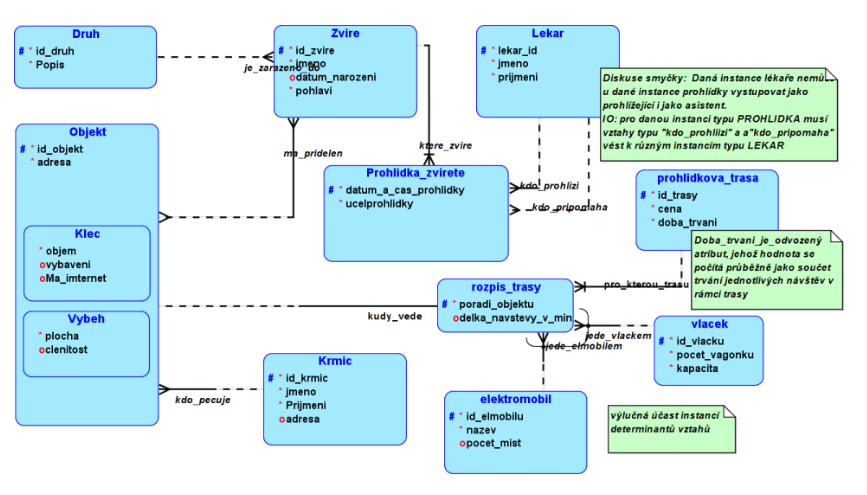 Druh
# * id_druh
* Popis
je_zarazeno_do
Zvire
# * id_zvire
* jmeno
o datum_narozeni
* pohlavi
Lekar
# * lekar_id
* jmeno
* prijmeni
Diskuse smyčky: Daná instance lékaře nemůže
u dané instance prohlídky vystupovat jako
prohlížející i jako asistent.
IO: pro danou instanci typu PROHLIDKA musí
vztahy typu "kdo_prohlizi" a a"kdo_pripomaha"
vést k různým instancím typu LEKAR
Objekt
# * id_objekt
* adresa
ma_pridelen
ktere_zvire
Prohlidka_zvirete
# * datum_a_cas_prohlidky
* ucelprohlidky
kdo_prohlizi
kdo_pripomaha
prohlidkova_trasa
# * id_trasy
* cena
* doba_trvani
Klec
* objem
o vybaveni
o Ma_imternet
Doba_trvani_je_odvozený
atribut, jehož hodnota se
počítá průběžně jako součet
trvání jednotlivých návštěv v
rámci trasy
pro_kterou_trasu
rozpis_trasy
# * poradi_objektu
o delka_navstevy_v_min
kudy_vede
Vybeh
* plocha
o clenitost
jede_vlackem
jede_elmobilem
vlacek
# * id_vlacku
* pocet_vagonku
* kapacita
Krmic
# * id_krmic
* jmeno
* Prijmeni
o adresa
kdo_pecuje
elektromobil
# * id_elmobilu
* nazev
o pocet_mist
výlučná účast instancí
determinantů vztahů